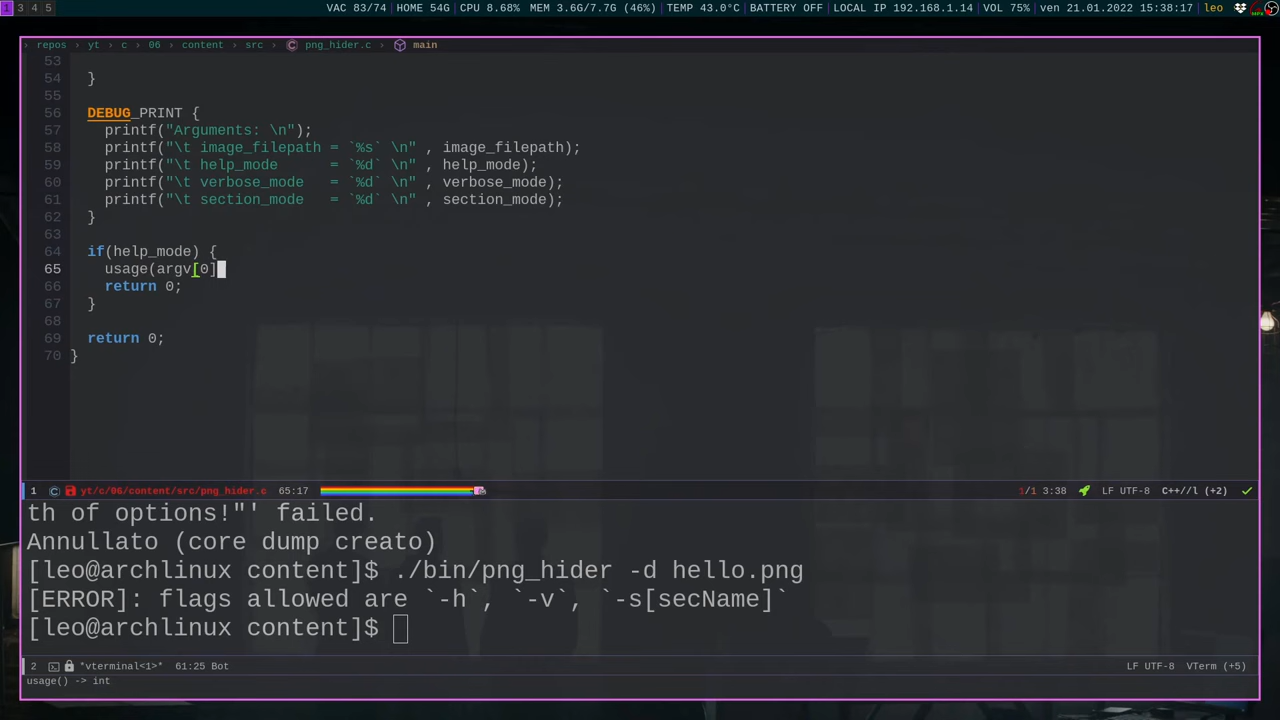 1 3 4 5 VAC 83/74 | HOME 54G | CPU 8.68% MEM 3.6G/7.7G (46%) | TEMP 43.0°C | BATTERY OFF | LOCAL IP 192.168.1.14 | VOL 75% | ven 21.01.2022 15:38:17 | leo
› repos › yt › c › 06 › content › src › png_hider.c › main
53
54 }
55
56 DEBUG_PRINT {
57 printf("Arguments: \n");
58 printf("\t image_filepath = `%s` \n" , image_filepath);
59 printf("\t help_mode      = `%d` \n" , help_mode);
60 printf("\t verbose_mode   = `%d` \n" , verbose_mode);
61 printf("\t section_mode   = `%d` \n" , section_mode);
62 }
63
64 if(help_mode) {
65 usage(argv[0]
66 return 0;
67 }
68
69 return 0;
70 }
1 yt/c/06/content/src/png_hider.c 65:17 1/1 3:38 LF UTF-8 C++//l (+2)
th of options!"' failed.
Annullato (core dump creato)
[leo@archlinux content]$ ./bin/png_hider -d hello.png
[ERROR]: flags allowed are `-h`, `-v`, `-s[secName]`
[leo@archlinux content]$
2 *vterminal<1>* 61:25 Bot LF UTF-8 VTerm (+5)
usage() -> int